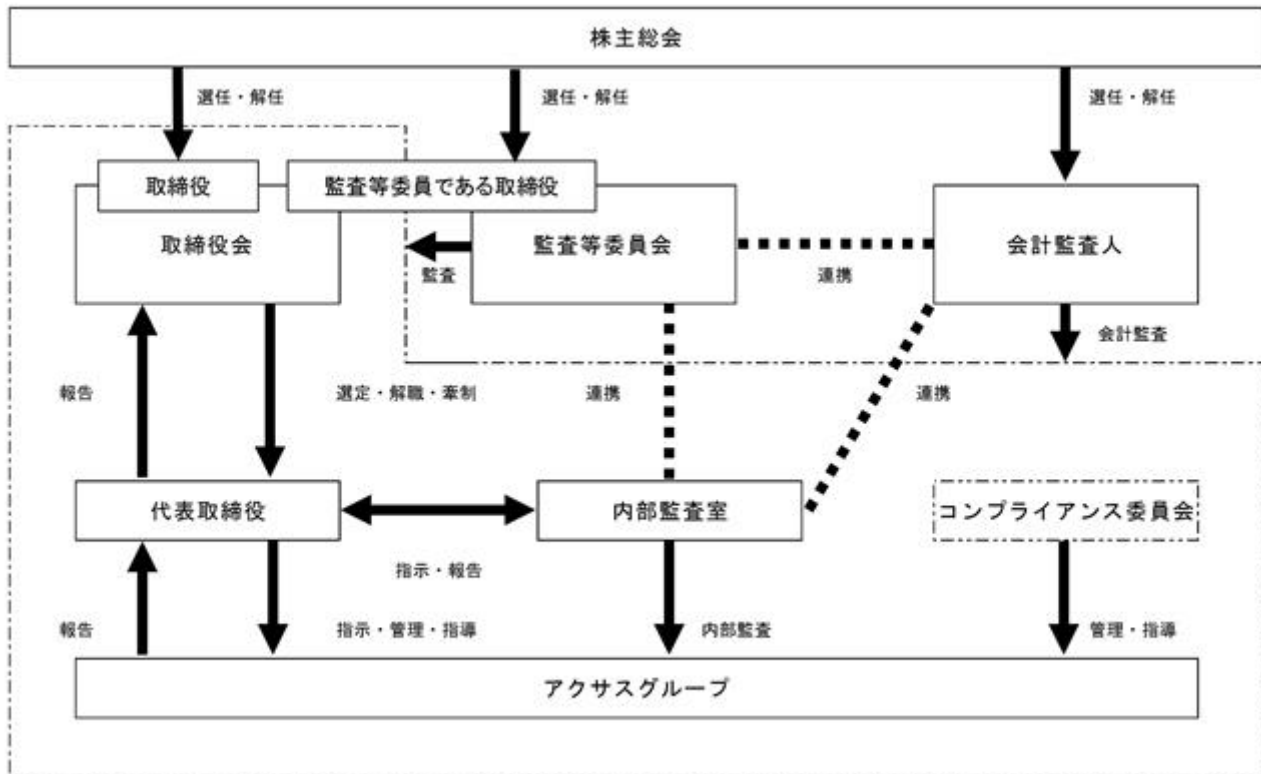 株主総会
選任・解任
選任・解任
選任・解任
取締役
監査等委員である取締役
取締役会
監査等委員会
会計監査人
監査
連携
会計監査
報告
選定・解職・牽制
連携
連携
代表取締役
内部監査室
コンプライアンス委員会
指示・報告
報告
指示・管理・指導
内部監査
管理・指導
アクサスグループ